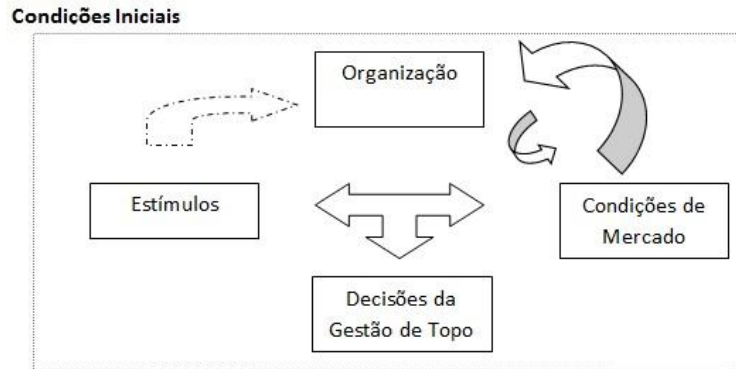 Condições Iniciais
Organização
Estímulos
Condições de
Mercado
Decisões da
Gestão de Topo